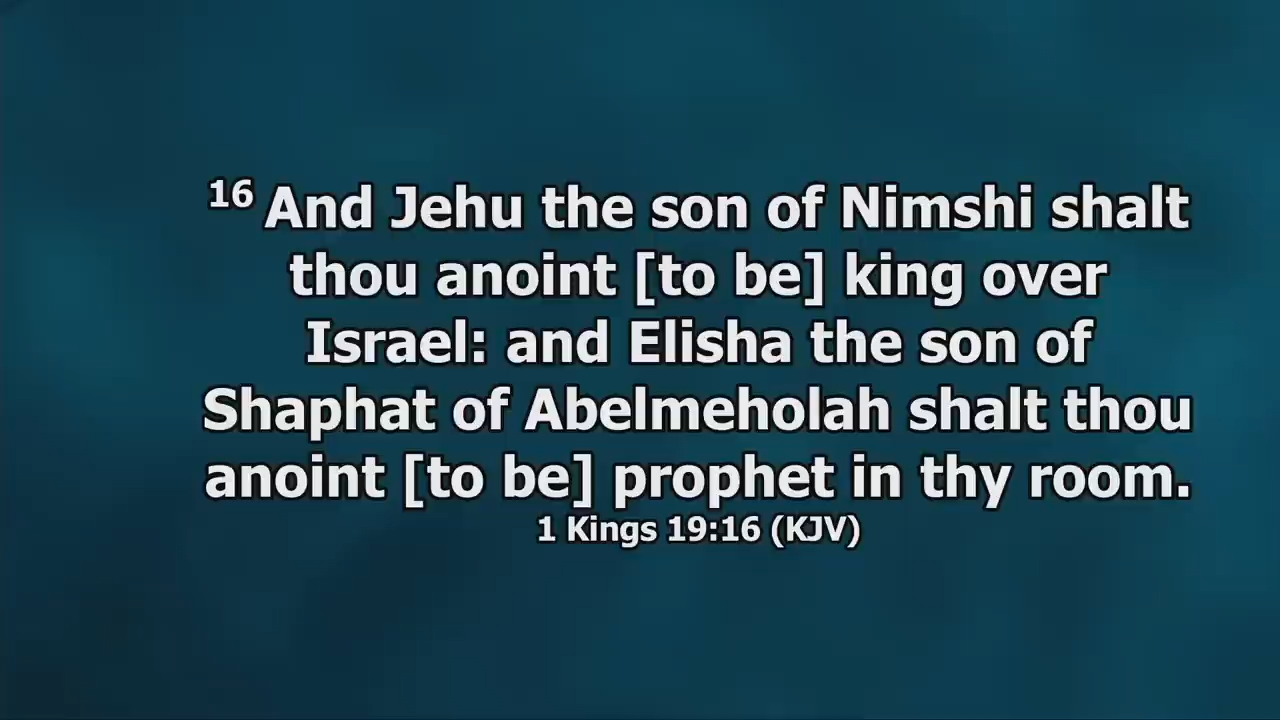 16 And Jehu the son of Nimshi shalt
thou anoint [to be] king over
Israel: and Elisha the son of
Shaphat of Abelmeholah shalt thou
anoint [to be] prophet in thy room.
1 Kings 19:16 (KJV)